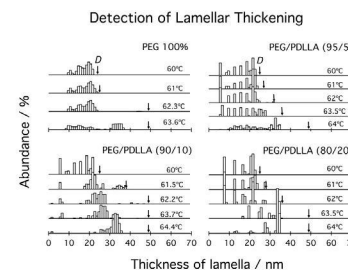 Detection of Lamellar Thickening
PEG 100%
D
60℃
61℃
62.3℃
63.6℃
PEG/PDLLA (95/5
D
60℃
61℃
62℃
63.5℃
64℃
PEG/PDLLA (90/10)
60℃
61.5℃
62.2℃
63.7℃
64.4℃
0 10 20 30 40 50 60 70
PEG/PDLLA (80/20
60℃
61℃
62℃
63.5℃
64℃
0 10 20 30 40 50 60 70
Abundance / %
Thickness of lamella / nm